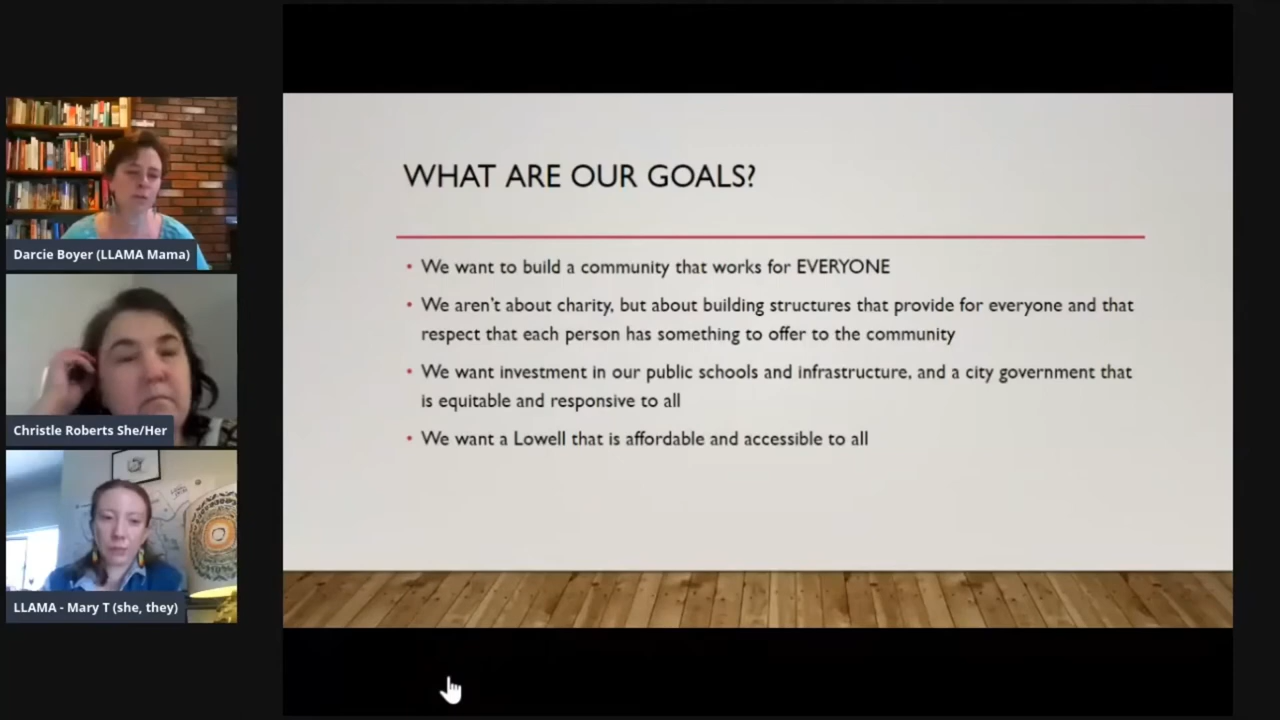 Darcie Boyer (LLAMA Mama)
Christle Roberts She/Her
LLAMA - Mary T (she, they)
WHAT ARE OUR GOALS?
• We want to build a community that works for EVERYONE
• We aren't about charity, but about building structures that provide for everyone and that
respect that each person has something to offer to the community
• We want investment in our public schools and infrastructure, and a city government that
is equitable and responsive to all
• We want a Lowell that is affordable and accessible to all